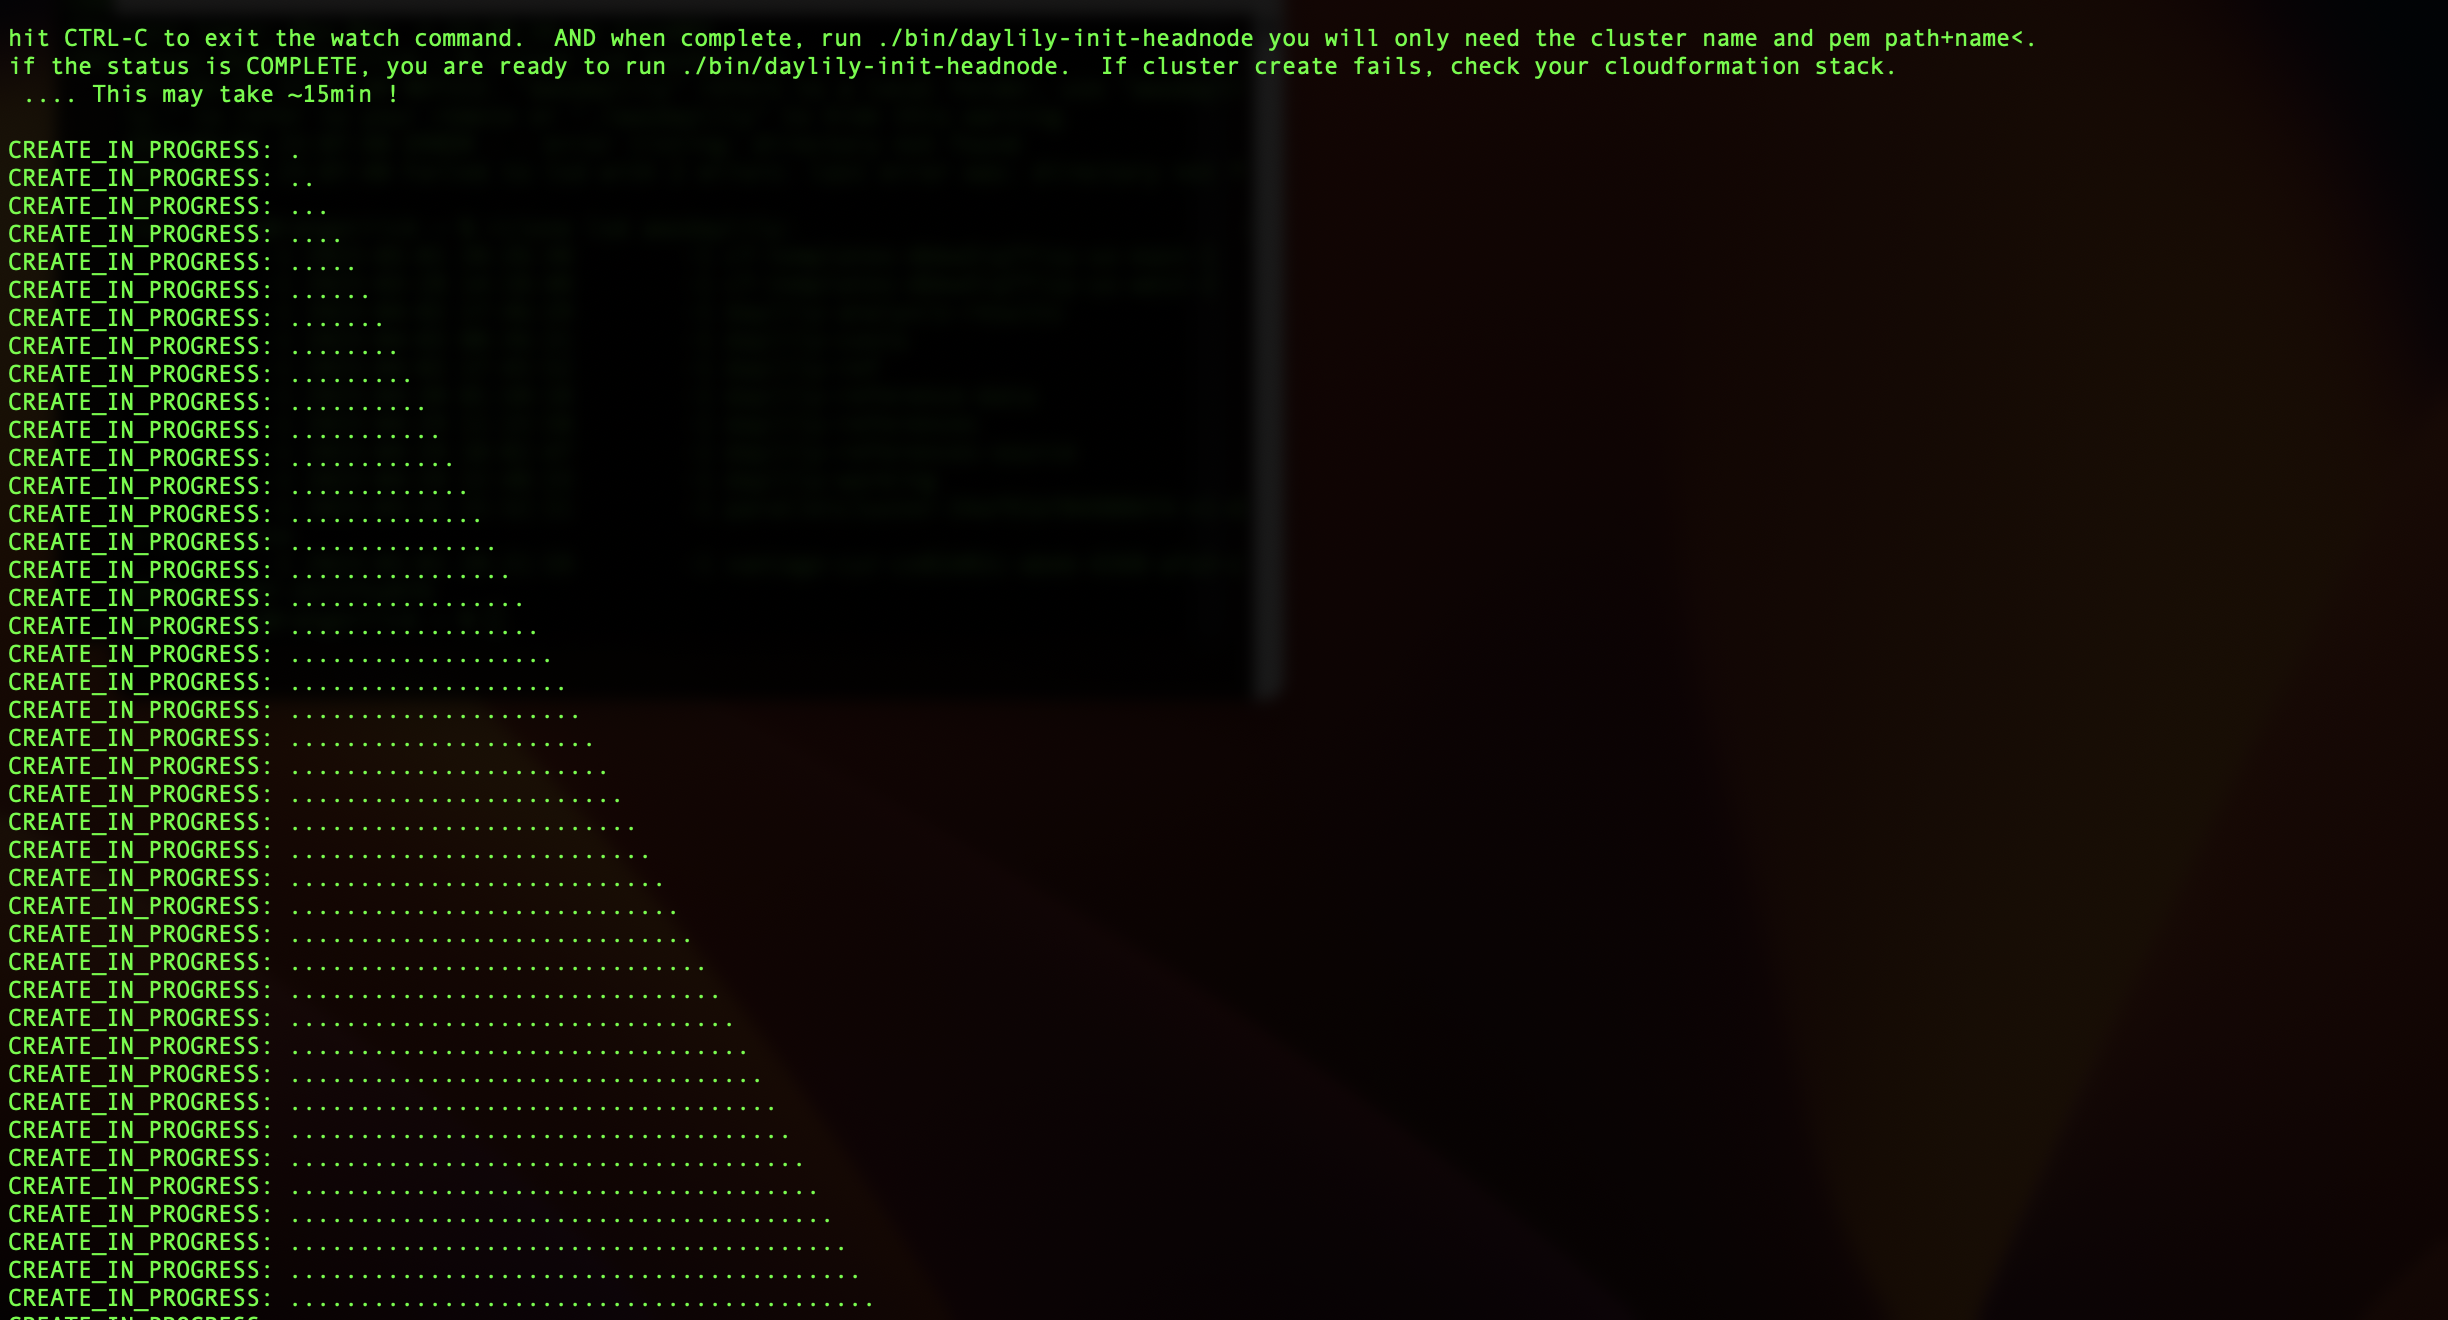 hit CTRL-C to exit the watch command.  AND when complete, run ./bin/daylily-init-headnode you will only need the cluster name and pem path+name<.
if the status is COMPLETE, you are ready to run ./bin/daylily-init-headnode.  If cluster create fails, check your cloudformation stack.
 .... This may take ~15min !
CREATE_IN_PROGRESS: .
CREATE_IN_PROGRESS: ..
CREATE_IN_PROGRESS: ...
CREATE_IN_PROGRESS: ....
CREATE_IN_PROGRESS: .....
CREATE_IN_PROGRESS: ......
CREATE_IN_PROGRESS: .......
CREATE_IN_PROGRESS: ........
CREATE_IN_PROGRESS: .........
CREATE_IN_PROGRESS: ..........
CREATE_IN_PROGRESS: ...........
CREATE_IN_PROGRESS: ............
CREATE_IN_PROGRESS: .............
CREATE_IN_PROGRESS: ..............
CREATE_IN_PROGRESS: ...............
CREATE_IN_PROGRESS: ................
CREATE_IN_PROGRESS: .................
CREATE_IN_PROGRESS: ..................
CREATE_IN_PROGRESS: ...................
CREATE_IN_PROGRESS: ....................
CREATE_IN_PROGRESS: .....................
CREATE_IN_PROGRESS: ......................
CREATE_IN_PROGRESS: .......................
CREATE_IN_PROGRESS: ........................
CREATE_IN_PROGRESS: .........................
CREATE_IN_PROGRESS: ..........................
CREATE_IN_PROGRESS: ...........................
CREATE_IN_PROGRESS: ............................
CREATE_IN_PROGRESS: .............................
CREATE_IN_PROGRESS: ..............................
CREATE_IN_PROGRESS: ...............................
CREATE_IN_PROGRESS: ................................
CREATE_IN_PROGRESS: .................................
CREATE_IN_PROGRESS: ..................................
CREATE_IN_PROGRESS: ...................................
CREATE_IN_PROGRESS: ....................................
CREATE_IN_PROGRESS: .....................................
CREATE_IN_PROGRESS: ......................................
CREATE_IN_PROGRESS: .......................................
CREATE_IN_PROGRESS: ........................................
CREATE_IN_PROGRESS: .........................................
CREATE_IN_PROGRESS: ..........................................